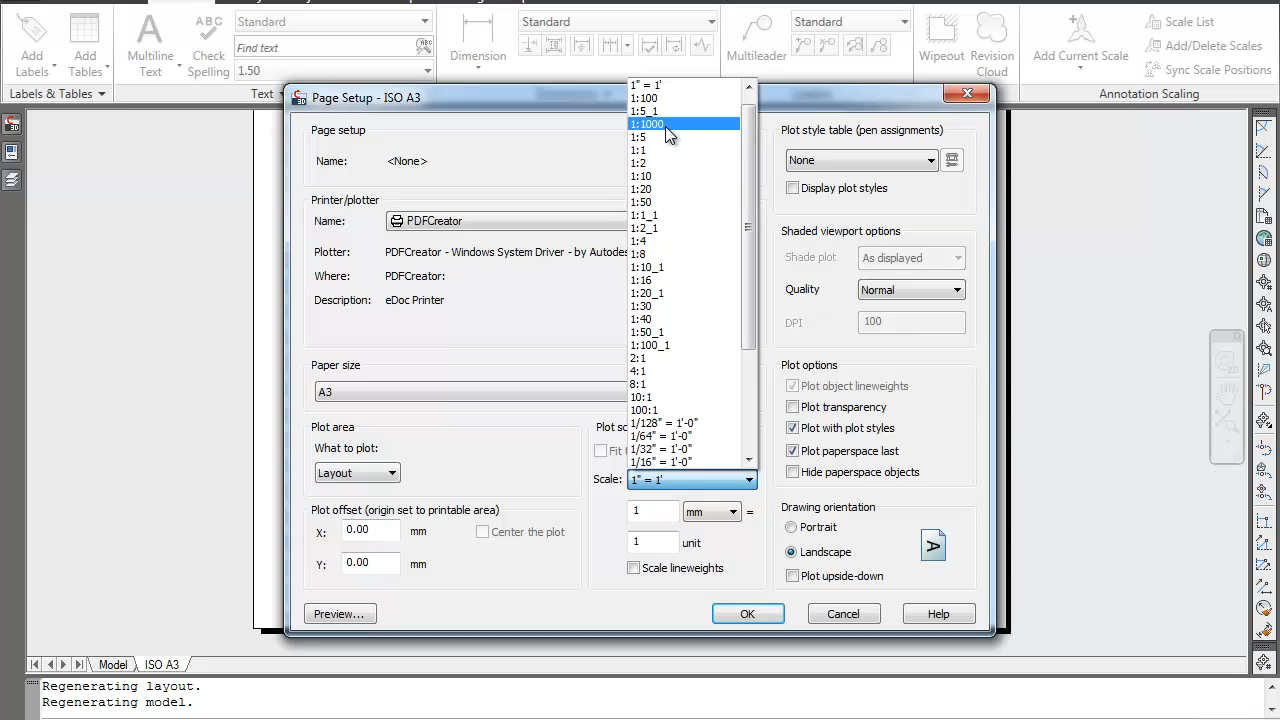 Add Labels
Add Tables
Multiline Text
Check Spelling
ABC
Standard
Find text
1.50
Dimension
Standard
Multileader
Standard
Wipeout
Revision Cloud
Add Current Scale
Scale List
Add/Delete Scales
Sync Scale Positions
Labels & Tables
Text
Annotation Scaling
Page Setup - ISO A3
Page setup
Name: <None>
Printer/plotter
Name: PDFCreator
Plotter: PDFCreator - Windows System Driver - by Autodes
Where: PDFCreator:
Description: eDoc Printer
Paper size
A3
Plot area
What to plot:
Layout
Plot offset (origin set to printable area)
X: 0.00 mm
Center the plot
Y: 0.00 mm
1" = 1'
1:100
1:5_1
1:1000
1:5
1:1
1:2
1:10
1:20
1:50
1:1_1
1:2_1
1:4
1:8
1:10_1
1:16
1:20_1
1:30
1:40
1:50_1
1:100_1
2:1
4:1
8:1
10:1
100:1
1/128" = 1'-0"
1/64" = 1'-0"
1/32" = 1'-0"
1/16" = 1'-0"
Plot sc
Fit
Scale: 1" = 1'
1 mm =
1 unit
Scale lineweights
Plot style table (pen assignments)
None
Display plot styles
Shaded viewport options
Shade plot As displayed
Quality Normal
DPI 100
Plot options
Plot object lineweights
Plot transparency
Plot with plot styles
Plot paperspace last
Hide paperspace objects
Drawing orientation
Portrait
Landscape
Plot upside-down
A
Preview...
OK
Cancel
Help
Model
ISO A3
Regenerating layout.
Regenerating model.